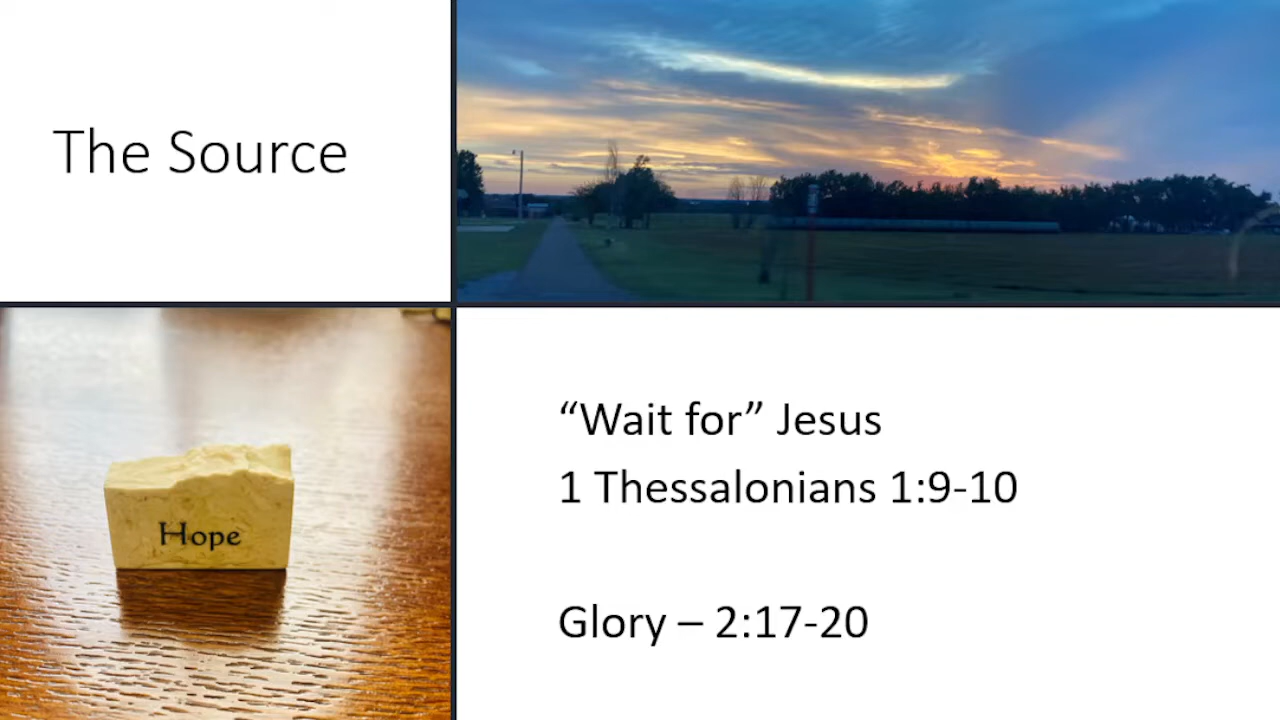 The Source
Hope
“Wait for” Jesus
1 Thessalonians 1:9-10
Glory – 2:17-20